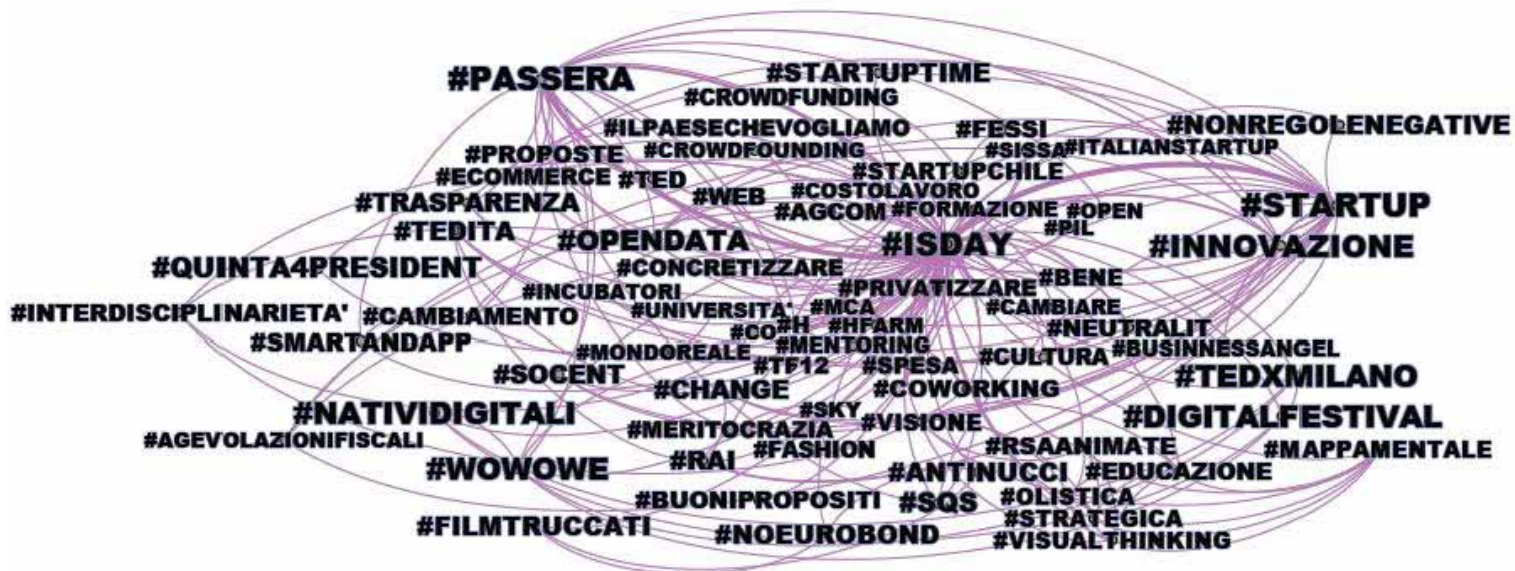 #PASSERA
#STARTUPTIME
#CROWDFUNDING
#ILPAESECHEVOGLIAMO
#FESSI
#NONREGOLENEGATIVE
#PROPOSTE
#CROWDFOUNDING
#SISSA
#ITALIANSTARTUP
#ECOMMERCE
#TED
#STARTUPCHILE
#TRASPARENZA
#WEB
#COSTOLAVORO
#AGCOM
#FORMAZIONE
#OPEN
#STARTUP
#TEDITA
#OPENDATA
#ISDAY
#PIL
#INNOVAZIONE
#QUINTA4PRESIDENT
#CONCRETIZZARE
#PRIVATIZZARE
#BENE
#INCUBATORI
#INTERDISCIPLINARIETA'
#CAMBIAMENTO
#UNIVERSITA'
#MCA
#CAMBIARE
#SMARTANDAPP
#CO
#H
#HFARM
#NEUTRALIT
#MONDOREALE
#MENTORING
#CULTURA
#BUSINNESSANGEL
#SOCENT
#TF12
#SPESA
#TEDXMILANO
#CHANGE
#COWORKING
#NATIVIDIGITALI
#SKY
#VISIONE
#DIGITALFESTIVAL
#AGEVOLAZIONIFISCALI
#MERITOCRAZIA
#FASHION
#RSAANIMATE
#MAPPAMENTALE
#WOWOWE
#RAI
#ANTINUCCI
#EDUCAZIONE
#BUONIPROPOSITI
#SQS
#OLISTICA
#FILMTRUCCATI
#NOEUROBOND
#STRATEGICA
#VISUALTHINKING